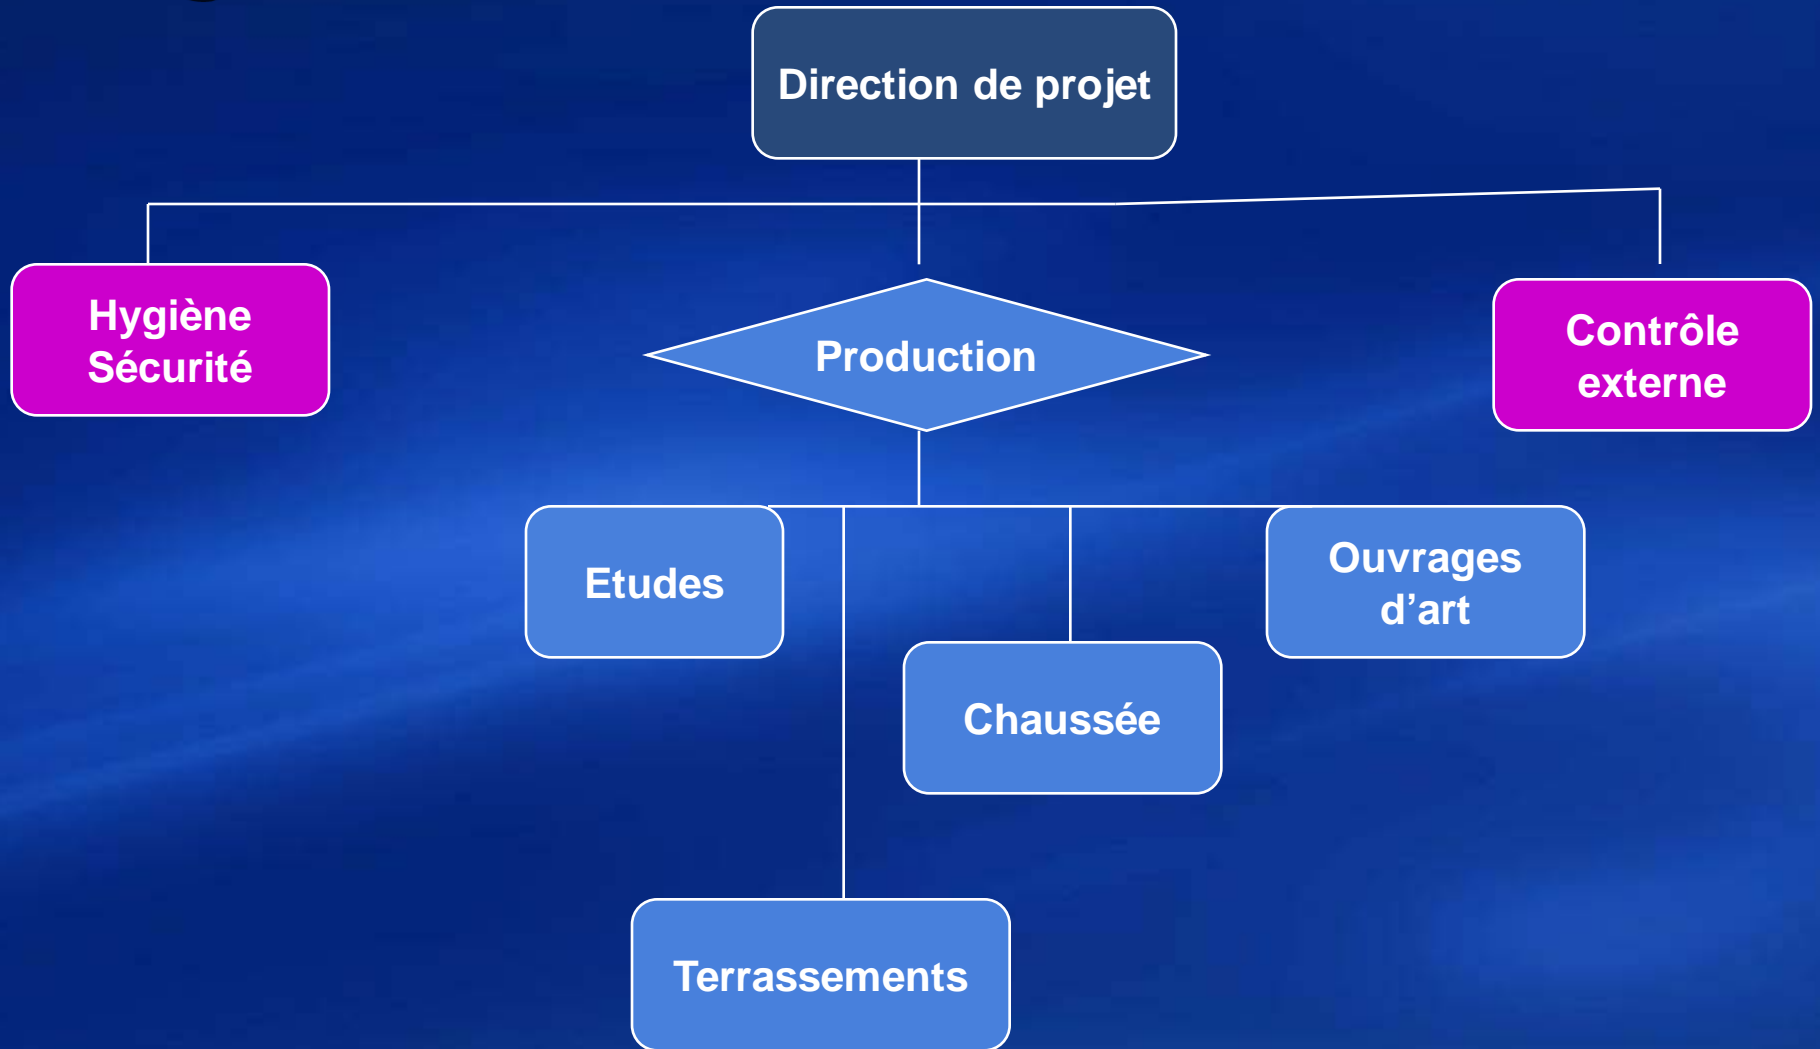 Direction de projet
Hygiène
Sécurité
Production
Contrôle
externe
Etudes
Ouvrages
d’art
Chaussée
Terrassements